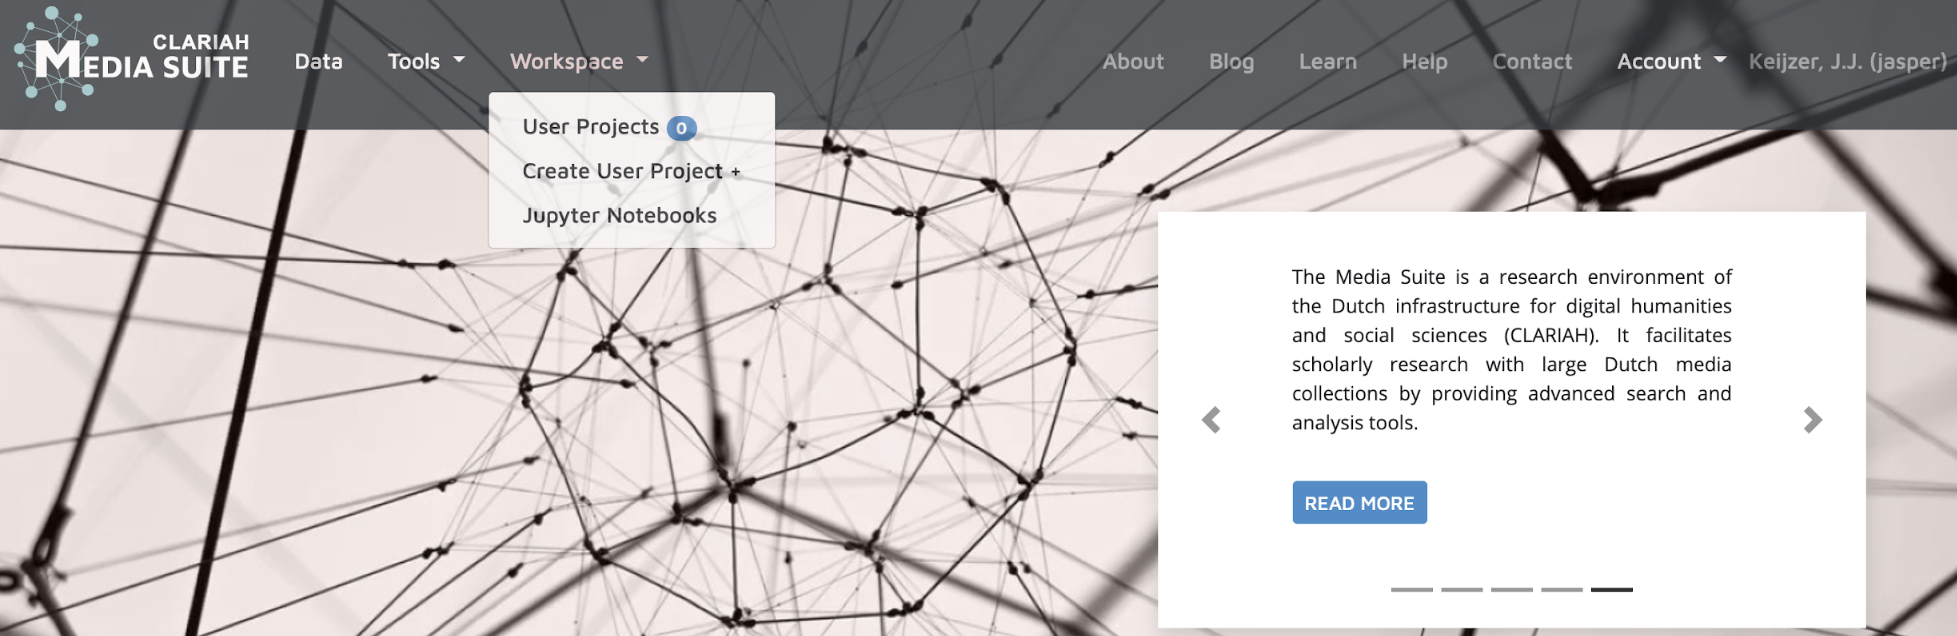 CLARIAH
MEDIA SUITE
Data
Tools
Workspace
About
Blog
Learn
Help
Contact
Account
Keijzer, J.J. (jasper)
User Projects 0
Create User Project +
Jupyter Notebooks
The Media Suite is a research environment of
the Dutch infrastructure for digital humanities
and social sciences (CLARIAH). It facilitates
scholarly research with large Dutch media
collections by providing advanced search and
analysis tools.
READ MORE